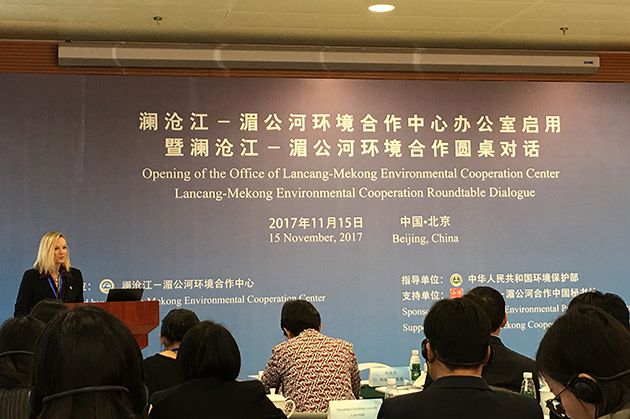 澜沧江－湄公河环境合作中心办公室启用
暨澜沧江－湄公河环境合作圆桌对话
Opening of the Office of Lancang-Mekong Environmental Cooperation Center
Lancang-Mekong Environmental Cooperation Roundtable Dialogue
2017年11月15日 中国•北京
15 November, 2017 Beijing, China
位：澜沧江－湄公河环境合作中心
by : Lancang-Mekong Environmental Cooperation Center
指导单位： 中华人民共和国环境保护部
支持单位： －湄公河合作中国秘书处
Environmental
Mekong